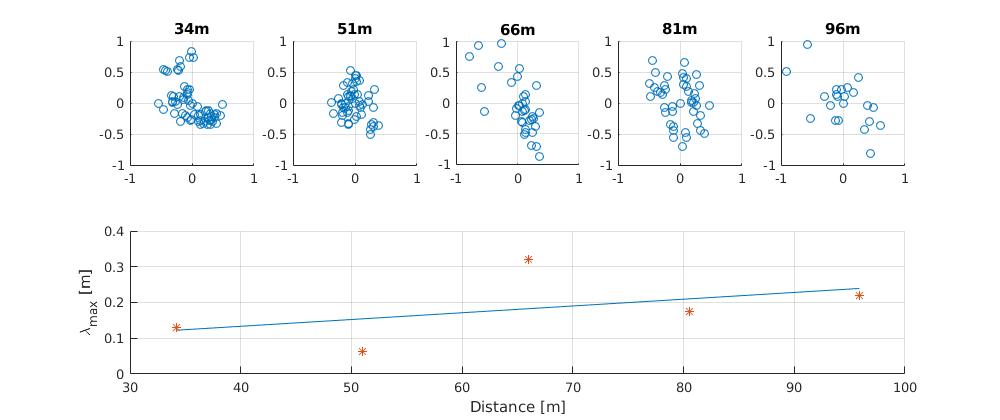 34m 51m 66m 81m 96m
1 1 1 1 1
0.5 0.5 0.5 0.5 0.5
0 0 0 0 0
-0.5 -0.5 -0.5 -0.5 -0.5
-1 -1 -1 -1 -1
-1 0 1 -1 0 1 -1 0 1 -1 0 1 -1 0 1
0.4
0.3
0.2
0.1
0
λmax [m]
30 40 50 60 70 80 90 100
Distance [m]